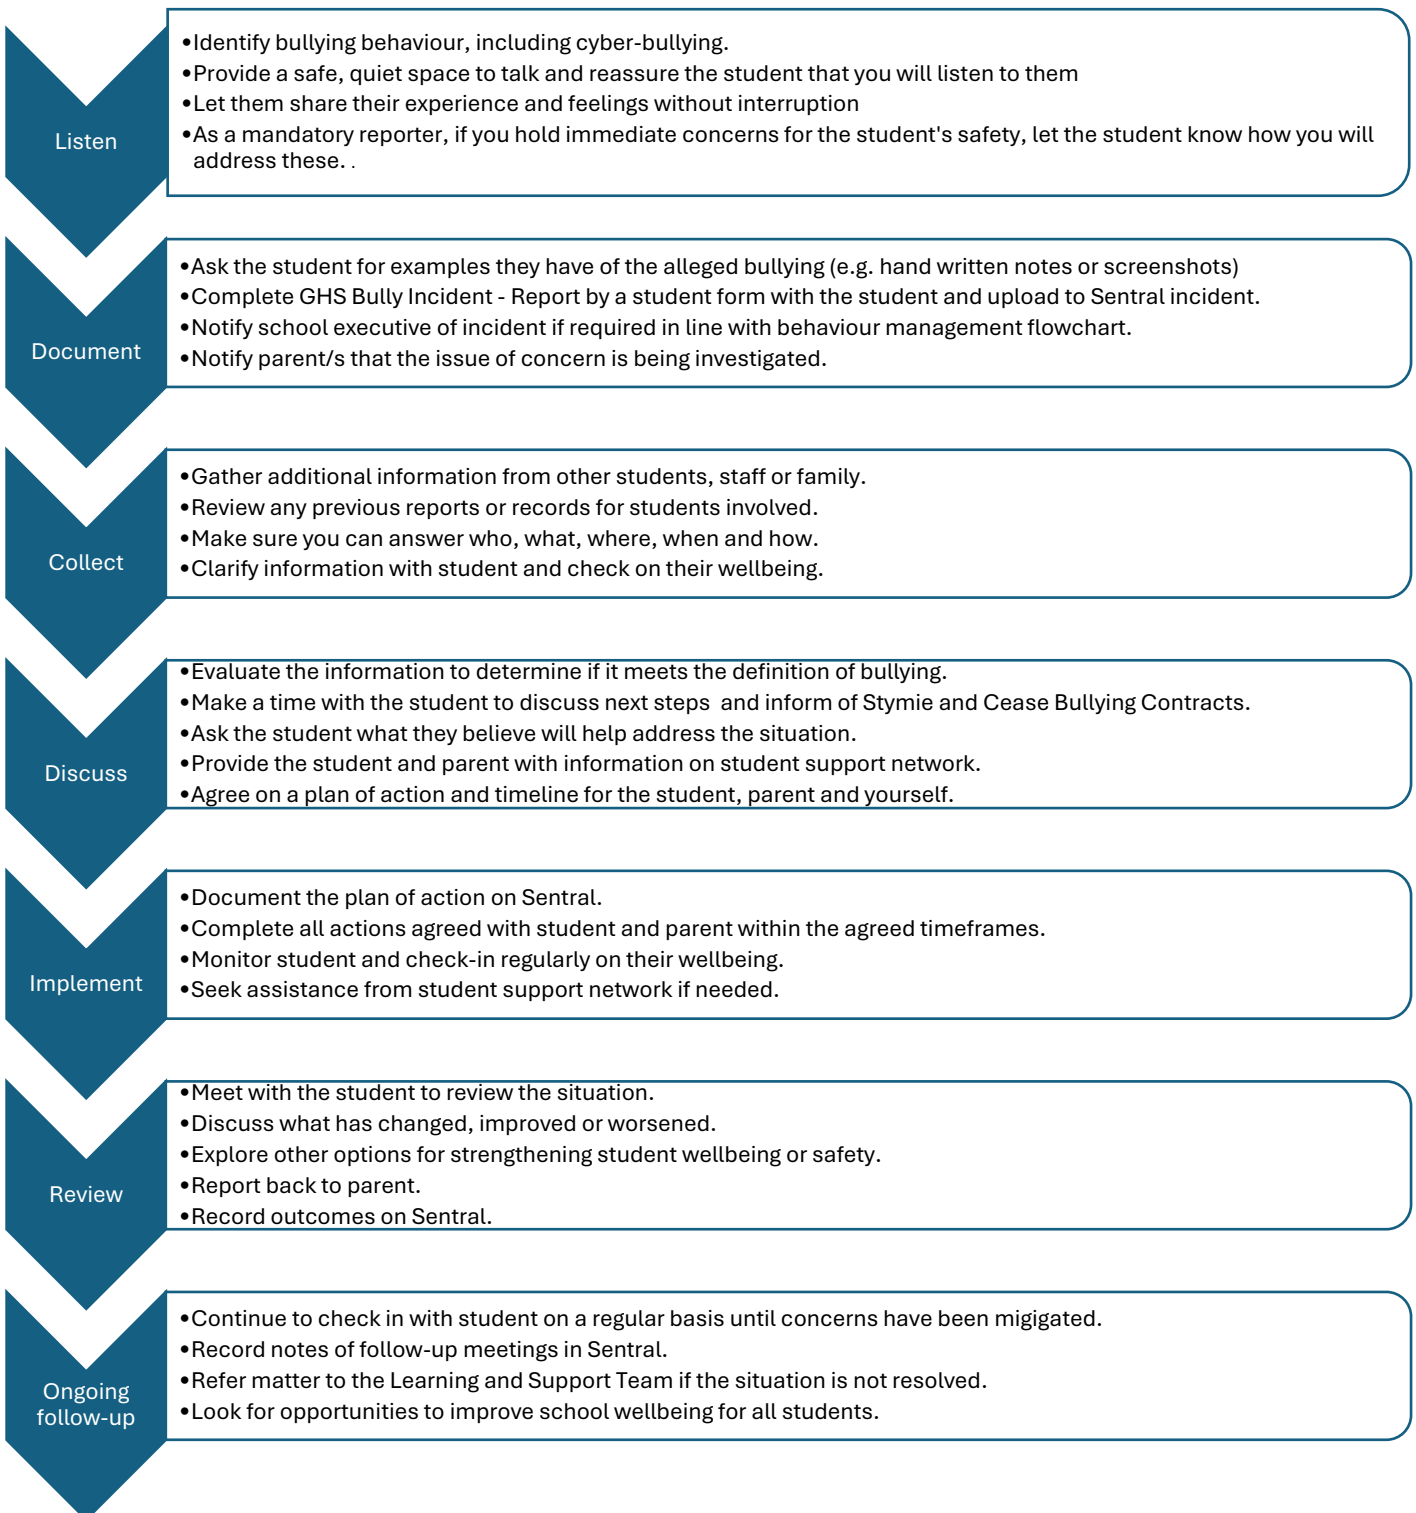 Listen
•Identify bullying behaviour, including cyber-bullying.
•Provide a safe, quiet space to talk and reassure the student that you will listen to them
•Let them share their experience and feelings without interruption
•As a mandatory reporter, if you hold immediate concerns for the student's safety, let the student know how you will
address these. .
Document
•Ask the student for examples they have of the alleged bullying (e.g. hand written notes or screenshots)
•Complete GHS Bully Incident - Report by a student form with the student and upload to Sentral incident.
•Notify school executive of incident if required in line with behaviour management flowchart.
•Notify parent/s that the issue of concern is being investigated.
Collect
•Gather additional information from other students, staff or family.
•Review any previous reports or records for students involved.
•Make sure you can answer who, what, where, when and how.
•Clarify information with student and check on their wellbeing.
Discuss
•Evaluate the information to determine if it meets the definition of bullying.
•Make a time with the student to discuss next steps  and inform of Stymie and Cease Bullying Contracts.
•Ask the student what they believe will help address the situation.
•Provide the student and parent with information on student support network.
•Agree on a plan of action and timeline for the student, parent and yourself.
Implement
•Document the plan of action on Sentral.
•Complete all actions agreed with student and parent within the agreed timeframes.
•Monitor student and check-in regularly on their wellbeing.
•Seek assistance from student support network if needed.
Review
•Meet with the student to review the situation.
•Discuss what has changed, improved or worsened.
•Explore other options for strengthening student wellbeing or safety.
•Report back to parent.
•Record outcomes on Sentral.
Ongoing
follow-up
•Continue to check in with student on a regular basis until concerns have been migigated.
•Record notes of follow-up meetings in Sentral.
•Refer matter to the Learning and Support Team if the situation is not resolved.
•Look for opportunities to improve school wellbeing for all students.